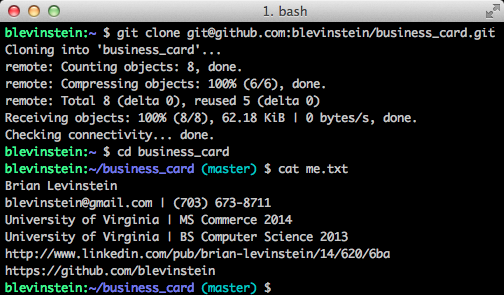 1. bash
blevinstein:~ $ git clone git@github.com:blevinstein/business_card.git
Cloning into 'business_card'...
remote: Counting objects: 8, done.
remote: Compressing objects: 100% (6/6), done.
remote: Total 8 (delta 0), reused 5 (delta 0)
Receiving objects: 100% (8/8), 62.18 KiB | 0 bytes/s, done.
Checking connectivity... done.
blevinstein:~ $ cd business_card
blevinstein:~/business_card (master) $ cat me.txt
Brian Levinstein
blevinstein@gmail.com | (703) 673-8711
University of Virginia | MS Commerce 2014
University of Virginia | BS Computer Science 2013
http://www.linkedin.com/pub/brian-levinstein/14/620/6ba
https://github.com/blevinstein
blevinstein:~/business_card (master) $